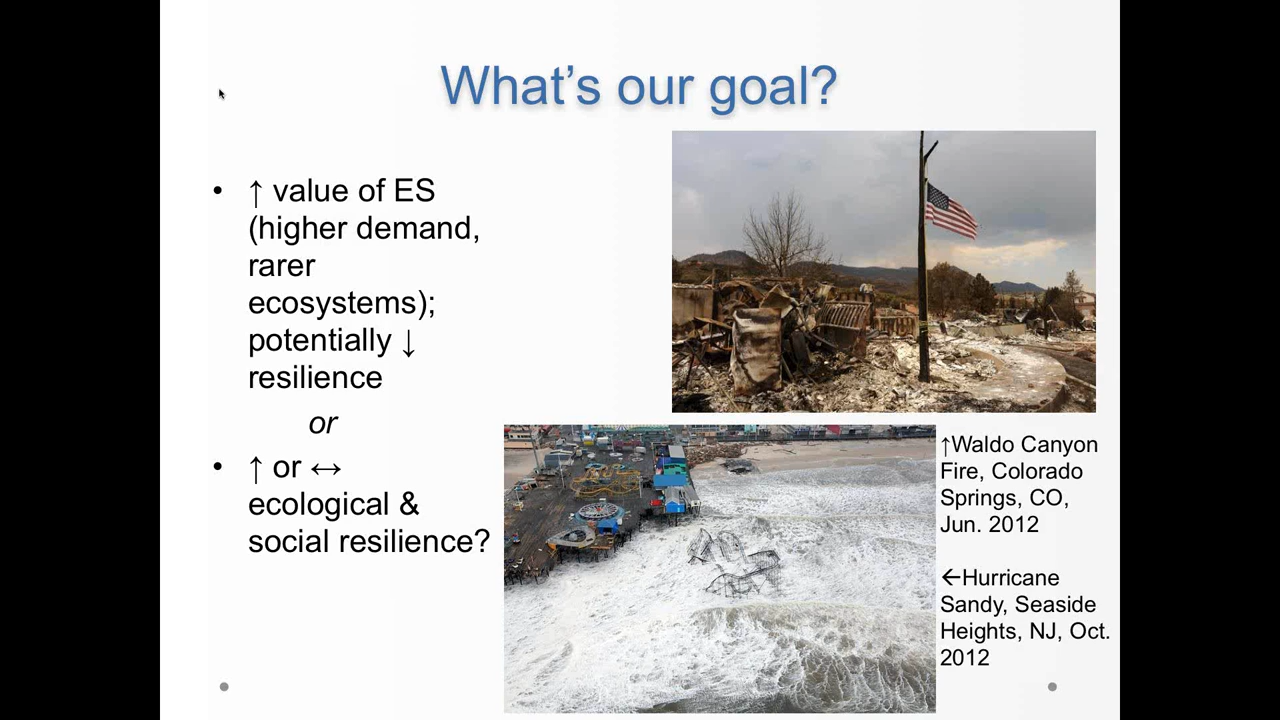 What’s our goal?
• ↑ value of ES
(higher demand,
rarer
ecosystems);
potentially ↓
resilience
or
• ↑ or ↔
ecological &
social resilience?
↑Waldo Canyon
Fire, Colorado
Springs, CO,
Jun. 2012
←Hurricane
Sandy, Seaside
Heights, NJ, Oct.
2012